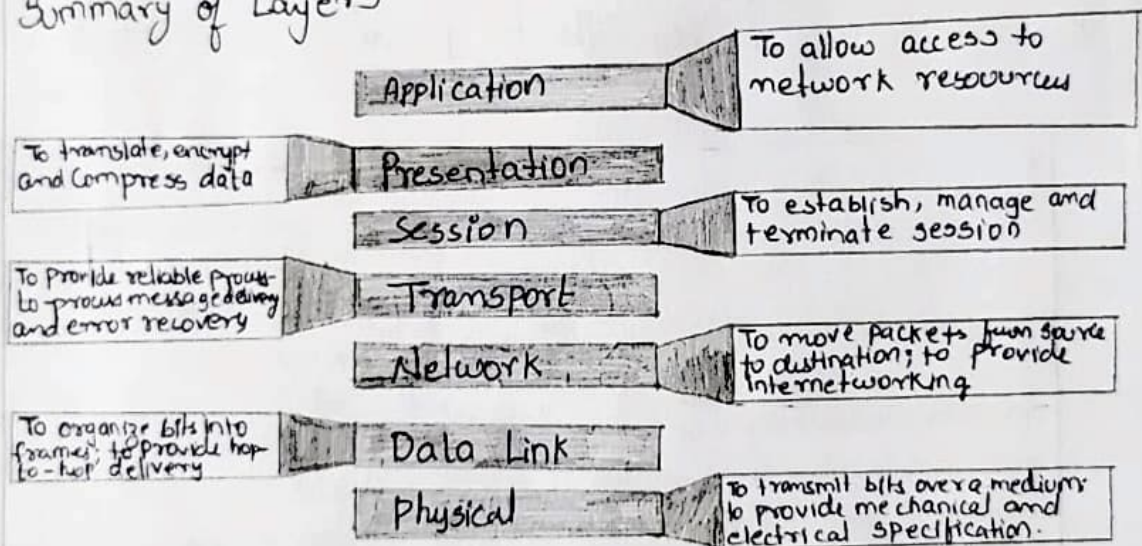 Summary of Layers
Application
To allow access to
network resources
To translate, encrypt
and Compress data
Presentation
Session
To establish, manage and
terminate session
To Provide reliable process-
to-process message delivery
and error recovery
Transport
Network
To move packets from source
to destination; to provide
Internetworking
To organize bits into
frames; to Provide hop-
to-hop delivery
Data Link
Physical
To transmit bits over a medium;
to provide mechanical and
electrical specification.